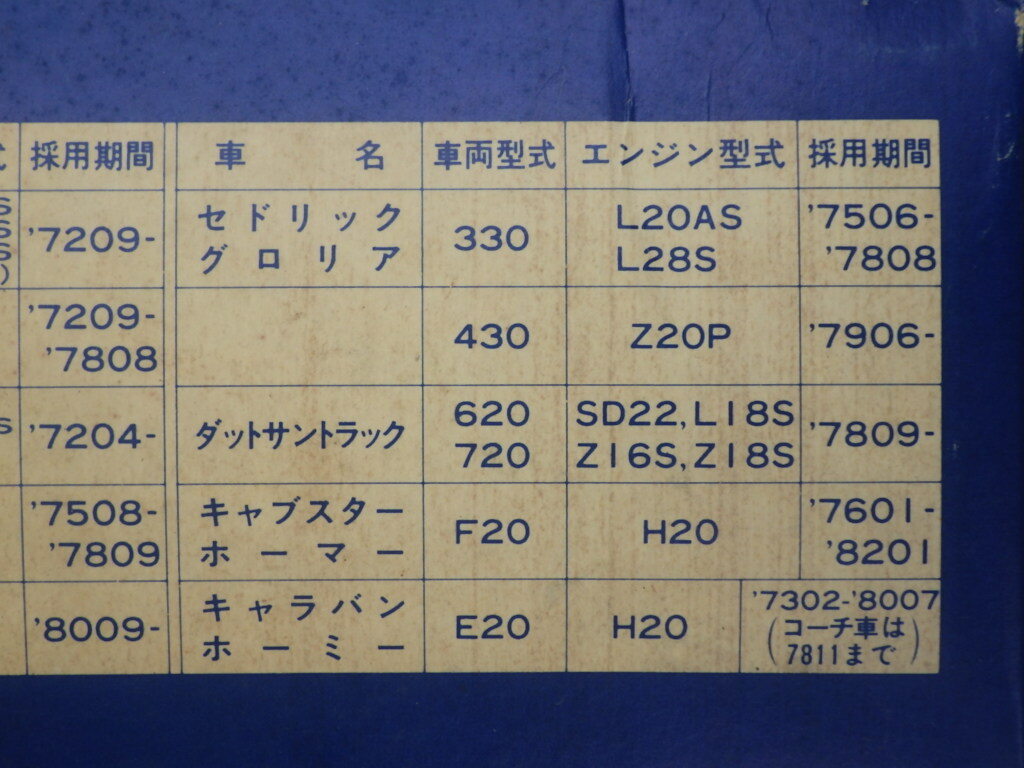 式 採用期間 車名 車両型式 エンジン型式 採用期間
S
S
S
)
'7209-
セドリック
グロリア
330
L20AS
L28S
'7506-
'7808
'7209-
'7808
430
Z20P
'7906-
S
'7204-
ダットサントラック
620
720
SD22, L18S
Z16S, Z18S
'7809-
'7508-
'7809
キャブスター
ホーマー
F20
H20
'7601-
'8201
'8009-
キャラバン
ホーミー
E20
H20
'7302-'8007
(コーチ車は
7811まで)